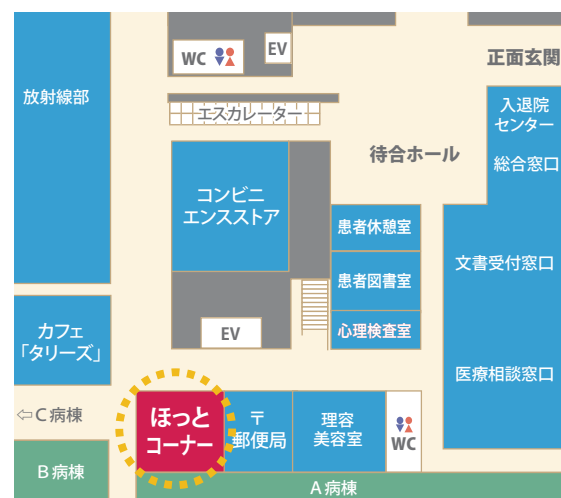 WC
EV
正面玄関
放射線部
エスカレーター
入退院
センター
待合ホール
総合窓口
コンビニ
エンスストア
患者休憩室
文書受付窓口
患者図書室
カフェ
「タリーズ」
EV
心理検査室
医療相談窓口
⇦C病棟
ほっと
コーナー
〒
郵便局
理容
美容室
WC
B病棟
A病棟